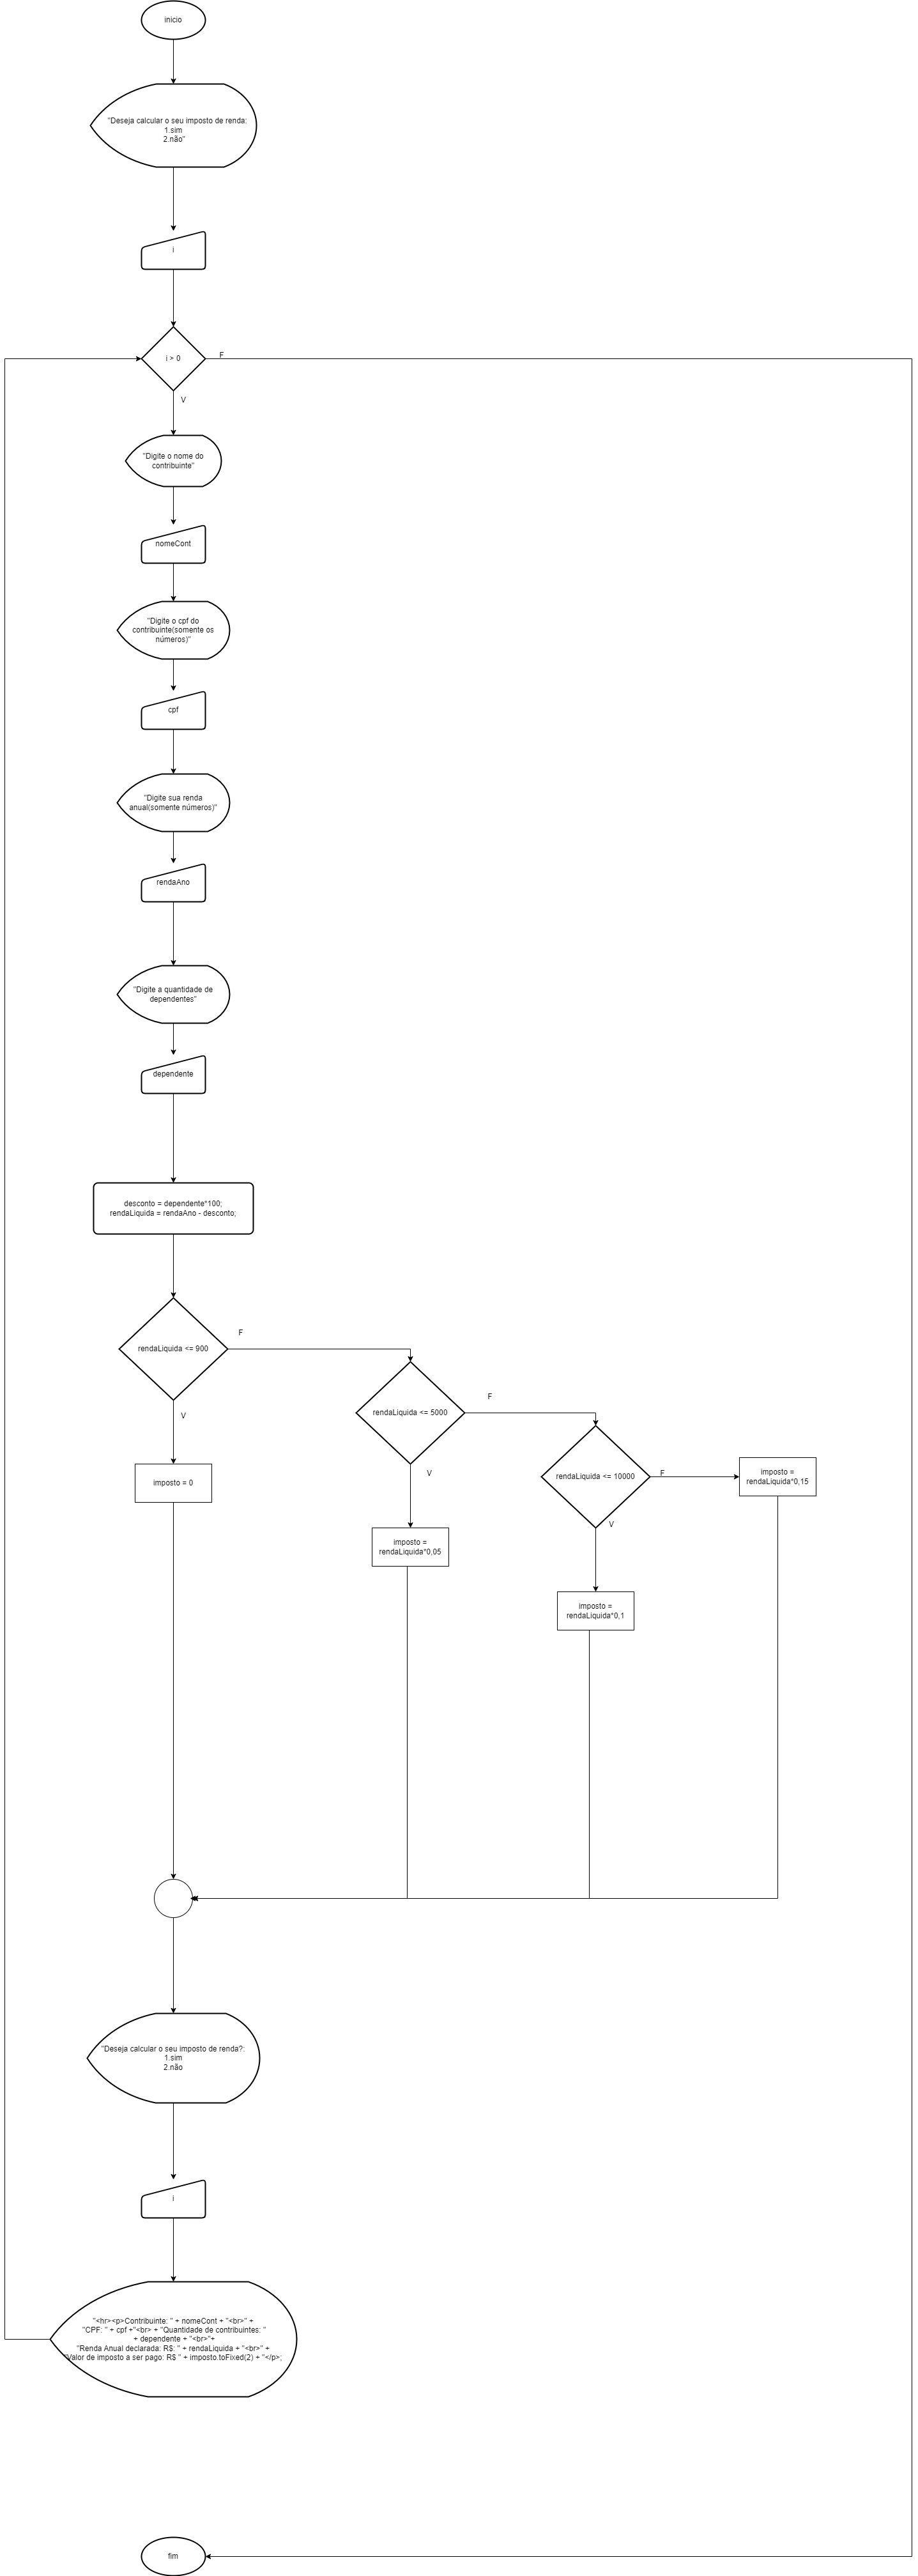 inicio
"Deseja calcular o seu imposto de renda:
1.sim
2.não"
i
i > 0
F
V
"Digite o nome do
contribuinte"
nomeCont
"Digite o cpf do
contribuinte(somente os
números)"
cpf
"Digite sua renda
anual(somente números)"
rendaAno
"Digite a quantidade de
dependentes"
dependente
desconto = dependente*100;
rendaLiquida = rendaAno - desconto;
rendaLiquida <= 900
F
V
imposto = 0
rendaLiquida <= 5000
F
V
imposto =
rendaLiquida*0,05
rendaLiquida <= 10000
F
V
imposto =
rendaLiquida*0,1
imposto =
rendaLiquida*0,15
"Deseja calcular o seu imposto de renda?:
1.sim
2.não
i
"<hr><p>Contribuinte: " + nomeCont + "<br>" +
"CPF: " + cpf +"<br> + "Quantidade de contribuintes: "
+ dependente + "<br>"+
"Renda Anual declarada: R$: " + rendaLiquida + "<br>" +
"Valor de imposto a ser pago: R$ " + imposto.toFixed(2) + "</p>;
fim